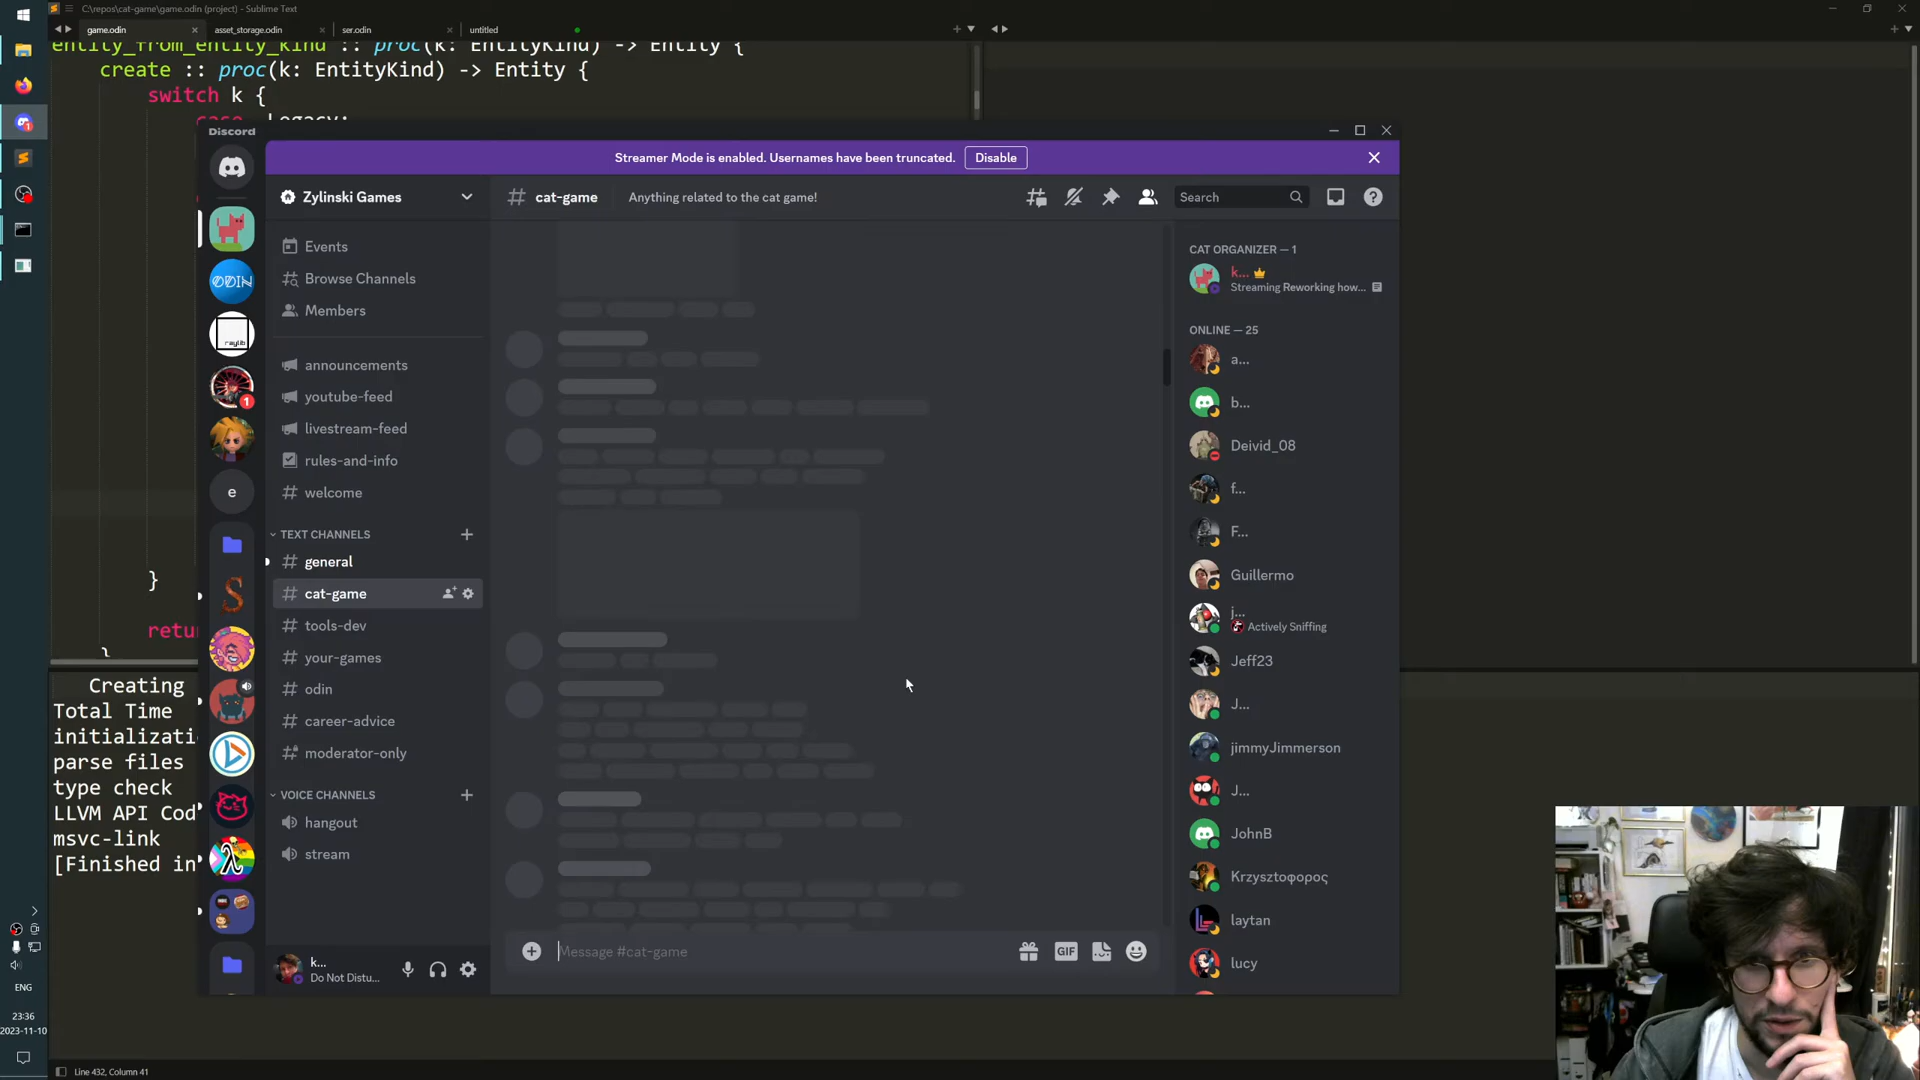 C:\repos\cat-game\game.odin (project) - Sublime Text
game.odin
asset_storage.odin
ser.odin
untitled
entity_from_entity_kind :: proc(k: EntityKind) -> Entity {
create :: proc(k: EntityKind) -> Entity {
switch k {
case .Legacy:
}
retu
Creating
Total Time
initializati
parse files
type check
LLVM API Cod
msvc-link
[Finished in
Discord
Streamer Mode is enabled. Usernames have been truncated.
Disable
Zylinski Games
cat-game
Anything related to the cat game!
Search
ODIN
raylib
1
e
Events
Browse Channels
Members
announcements
youtube-feed
livestream-feed
rules-and-info
welcome
TEXT CHANNELS
general
cat-game
tools-dev
your-games
odin
career-advice
moderator-only
VOICE CHANNELS
hangout
stream
k...
Do Not Distu...
Message #cat-game
GIF
CAT ORGANIZER — 1
k...
Streaming Reworking how...
ONLINE — 25
a...
b...
Deivid_08
f...
F...
Guillermo
j...
Actively Sniffing
Jeff23
J...
jimmyJimmerson
J...
JohnB
Krzysztoφορος
laytan
lucy
ENG
23:36
2023-11-10
Line 432, Column 41